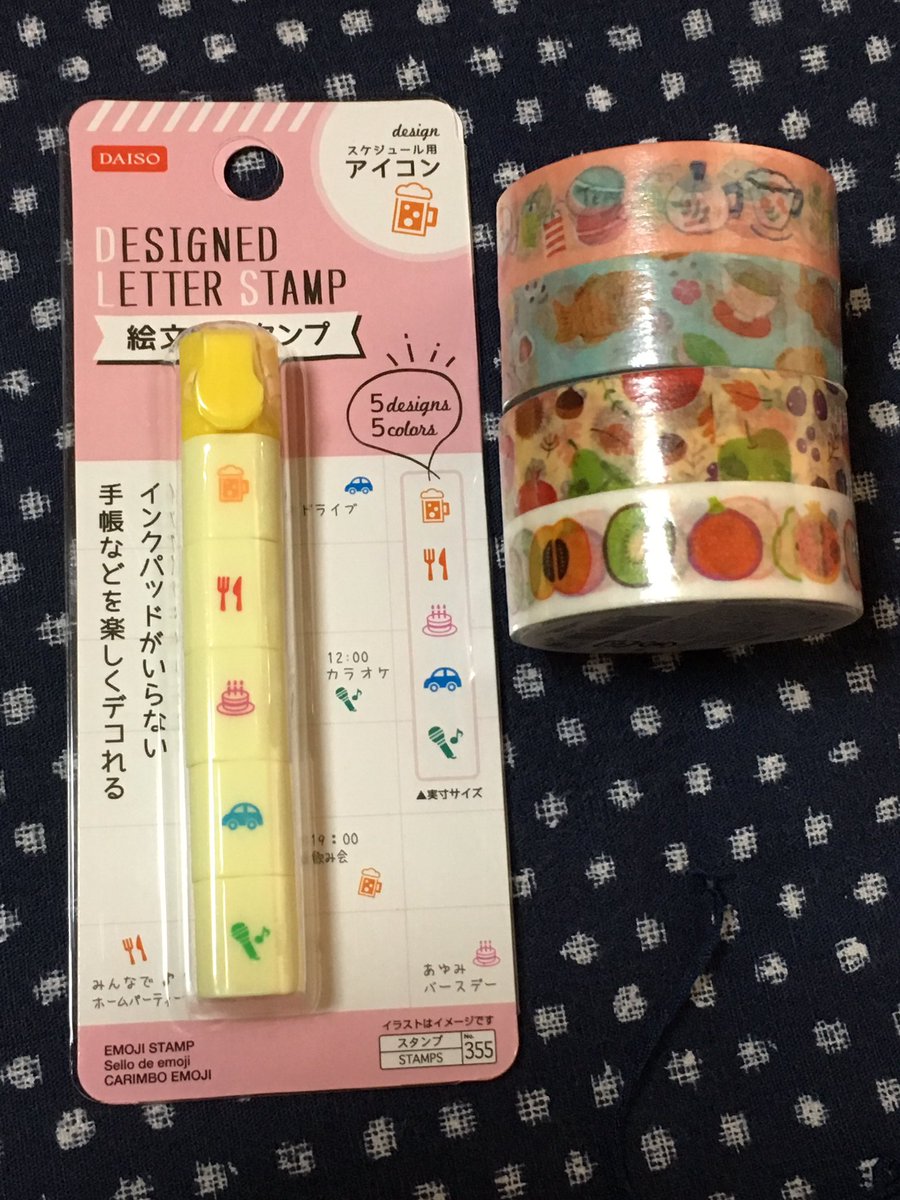 DAISO
design
スケジュール用
アイコン
DESIGNED
LETTER STAMP
絵文 タンプ
5designs
5colors
インクパッドがいらない
手帳などを楽しくデコれる
ドライブ
12:00
カラオケ
▲実寸サイズ
19:00
飲み会
みんなで♪
ホームパーティー
あゆみ
バースデー
イラストはイメージです
EMOJI STAMP
Sello de emoji
CARIMBO EMOJI
スタンプ
STAMPS
No.
355